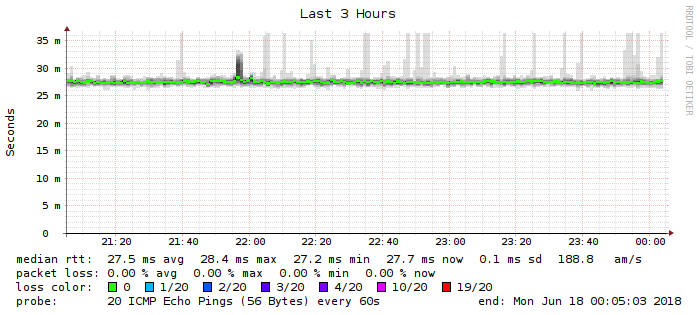 Last 3 Hours
RRDTOOL / TOBI OETIKER
Seconds
35 m
30 m
25 m
20 m
15 m
10 m
5 m
0
21:20 21:40 22:00 22:20 22:40 23:00 23:20 23:40 00:00
median rtt: 27.5 ms avg 28.4 ms max 27.2 ms min 27.7 ms now 0.1 ms sd 188.8 am/s
packet loss: 0.00 % avg 0.00 % max 0.00 % min 0.00 % now
loss color: 0 1/20 2/20 3/20 4/20 10/20 19/20
probe: 20 ICMP Echo Pings (56 Bytes) every 60s end: Mon Jun 18 00:05:03 2018